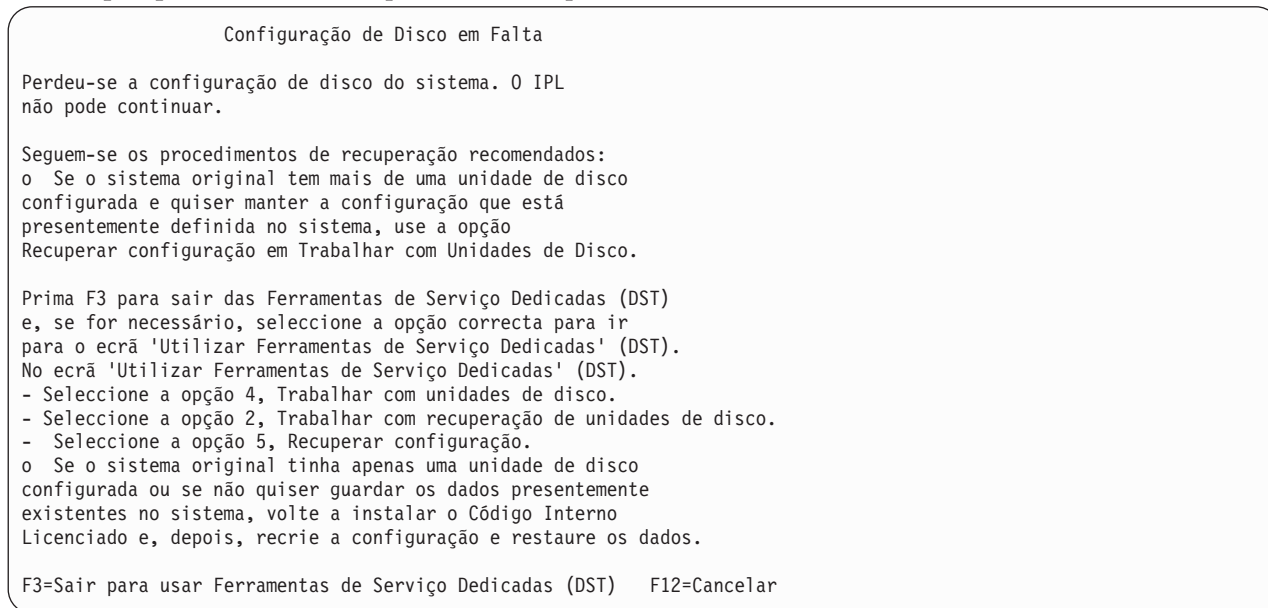 Configuração de Disco em Falta
Perdeu-se a configuração de disco do sistema. O IPL
não pode continuar.
Seguem-se os procedimentos de recuperação recomendados:
o Se o sistema original tem mais de uma unidade de disco
configurada e quiser manter a configuração que está
presentemente definida no sistema, use a opção
Recuperar configuração em Trabalhar com Unidades de Disco.
Prima F3 para sair das Ferramentas de Serviço Dedicadas (DST)
e, se for necessário, seleccione a opção correcta para ir
para o ecrã 'Utilizar Ferramentas de Serviço Dedicadas' (DST).
No ecrã 'Utilizar Ferramentas de Serviço Dedicadas' (DST).
- Seleccione a opção 4, Trabalhar com unidades de disco.
- Seleccione a opção 2, Trabalhar com recuperação de unidades de disco.
- Seleccione a opção 5, Recuperar configuração.
o Se o sistema original tinha apenas uma unidade de disco
configurada ou se não quiser guardar os dados presentemente
existentes no sistema, volte a instalar o Código Interno
Licenciado e, depois, recrie a configuração e restaure os dados.
F3=Sair para usar Ferramentas de Serviço Dedicadas (DST) F12=Cancelar